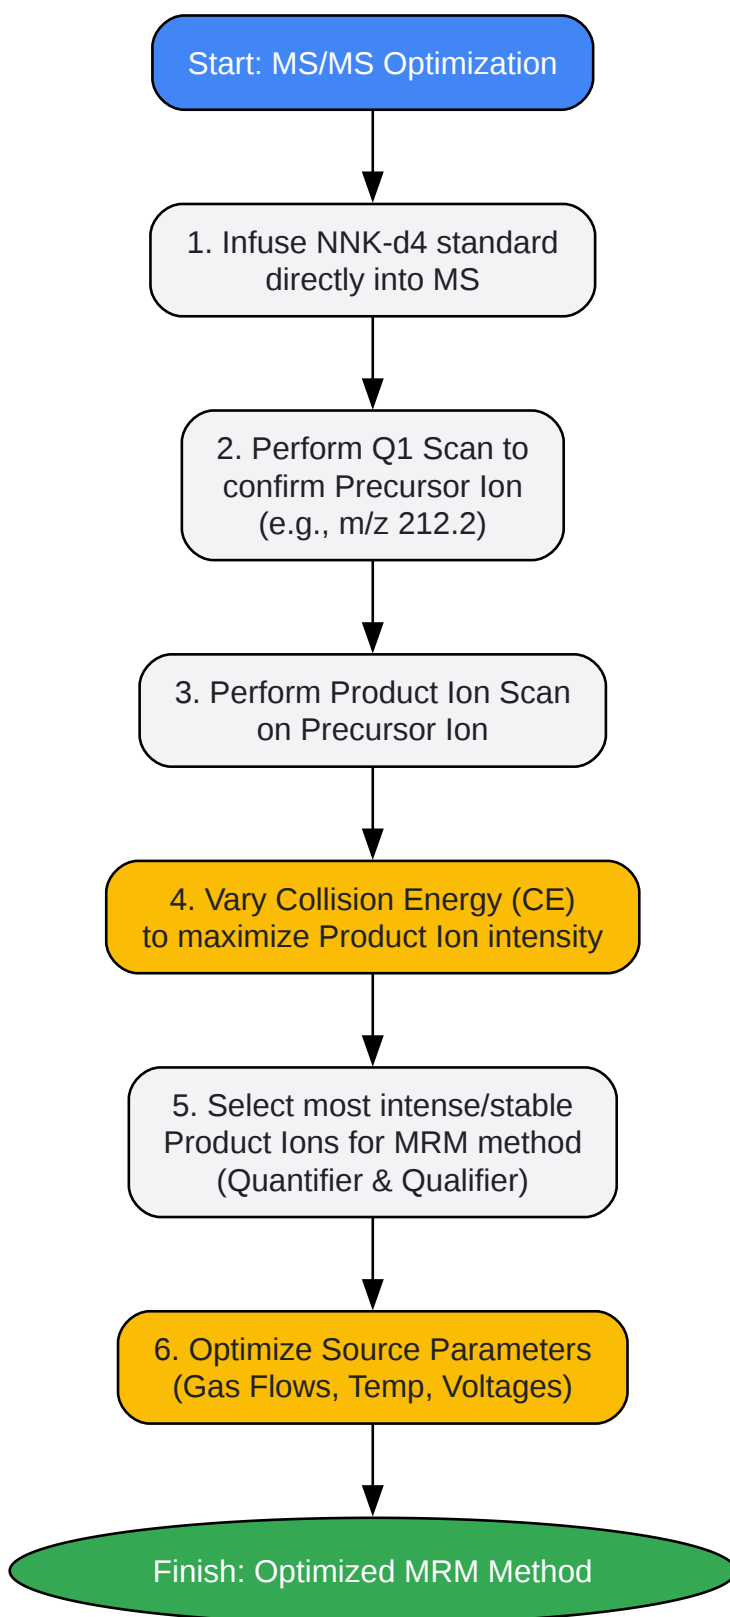 Start: MS/MS Optimization
1. Infuse NNK-d4 standard
directly into MS
2. Perform Q1 Scan to
confirm Precursor Ion
(e.g., m/z 212.2)
3. Perform Product Ion Scan
on Precursor Ion
4. Vary Collision Energy (CE)
to maximize Product Ion intensity
5. Select most intense/stable
Product Ions for MRM method
(Quantifier & Qualifier)
6. Optimize Source Parameters
(Gas Flows, Temp, Voltages)
Finish: Optimized MRM Method